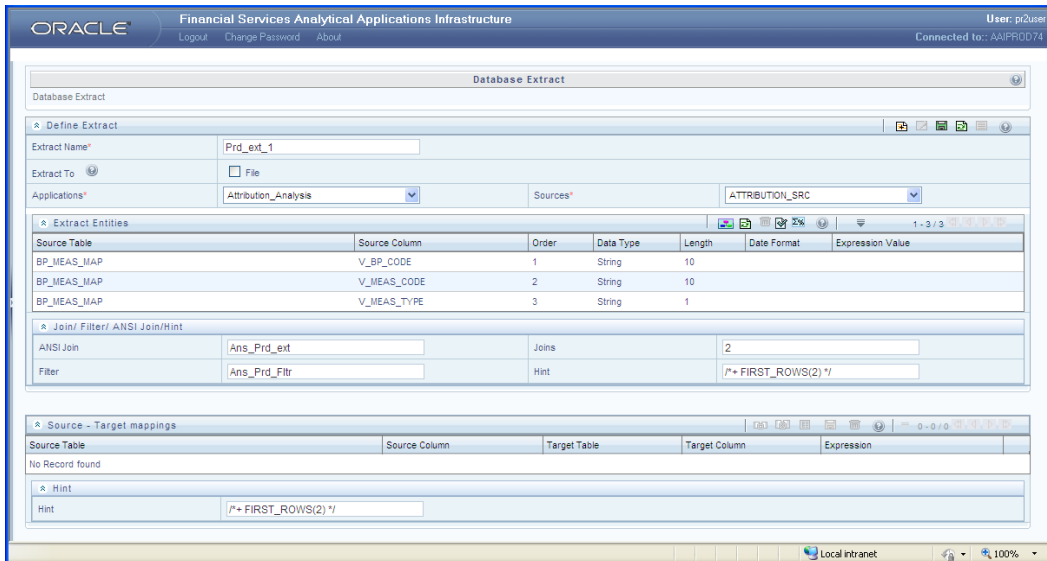 ORACLE
Financial Services Analytical Applications Infrastructure
User: pr2user
Logout Change Password About
Connected to:: AAIPROD74
Database Extract
Database Extract
Define Extract
Extract Name* Prd_ext_1
Extract To File
Applications* Attribution_Analysis Sources* ATTRIBUTION_SRC
Extract Entities 1 - 3 / 3
Source Table Source Column Order Data Type Length Date Format Expression Value
BP_MEAS_MAP V_BP_CODE 1 String 10
BP_MEAS_MAP V_MEAS_CODE 2 String 10
BP_MEAS_MAP V_MEAS_TYPE 3 String 1
Join/ Filter/ ANSI Join/Hint
ANSI Join Ans_Prd_ext Joins 2
Filter Ans_Prd_Fltr Hint /*+ FIRST_ROWS(2) */
Source - Target mappings 0 - 0 / 0
Source Table Source Column Target Table Target Column Expression
No Record found
Hint
Hint /*+ FIRST_ROWS(2) */
Local intranet 100%